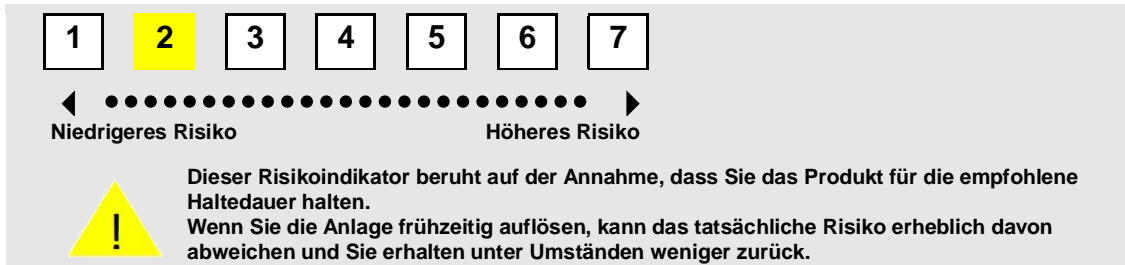 1 2 3 4 5 6 7
Niedrigeres Risiko Höheres Risiko
Dieser Risikoindikator beruht auf der Annahme, dass Sie das Produkt für die empfohlene
Haltedauer halten.
Wenn Sie die Anlage frühzeitig auflösen, kann das tatsächliche Risiko erheblich davon
abweichen und Sie erhalten unter Umständen weniger zurück.
!